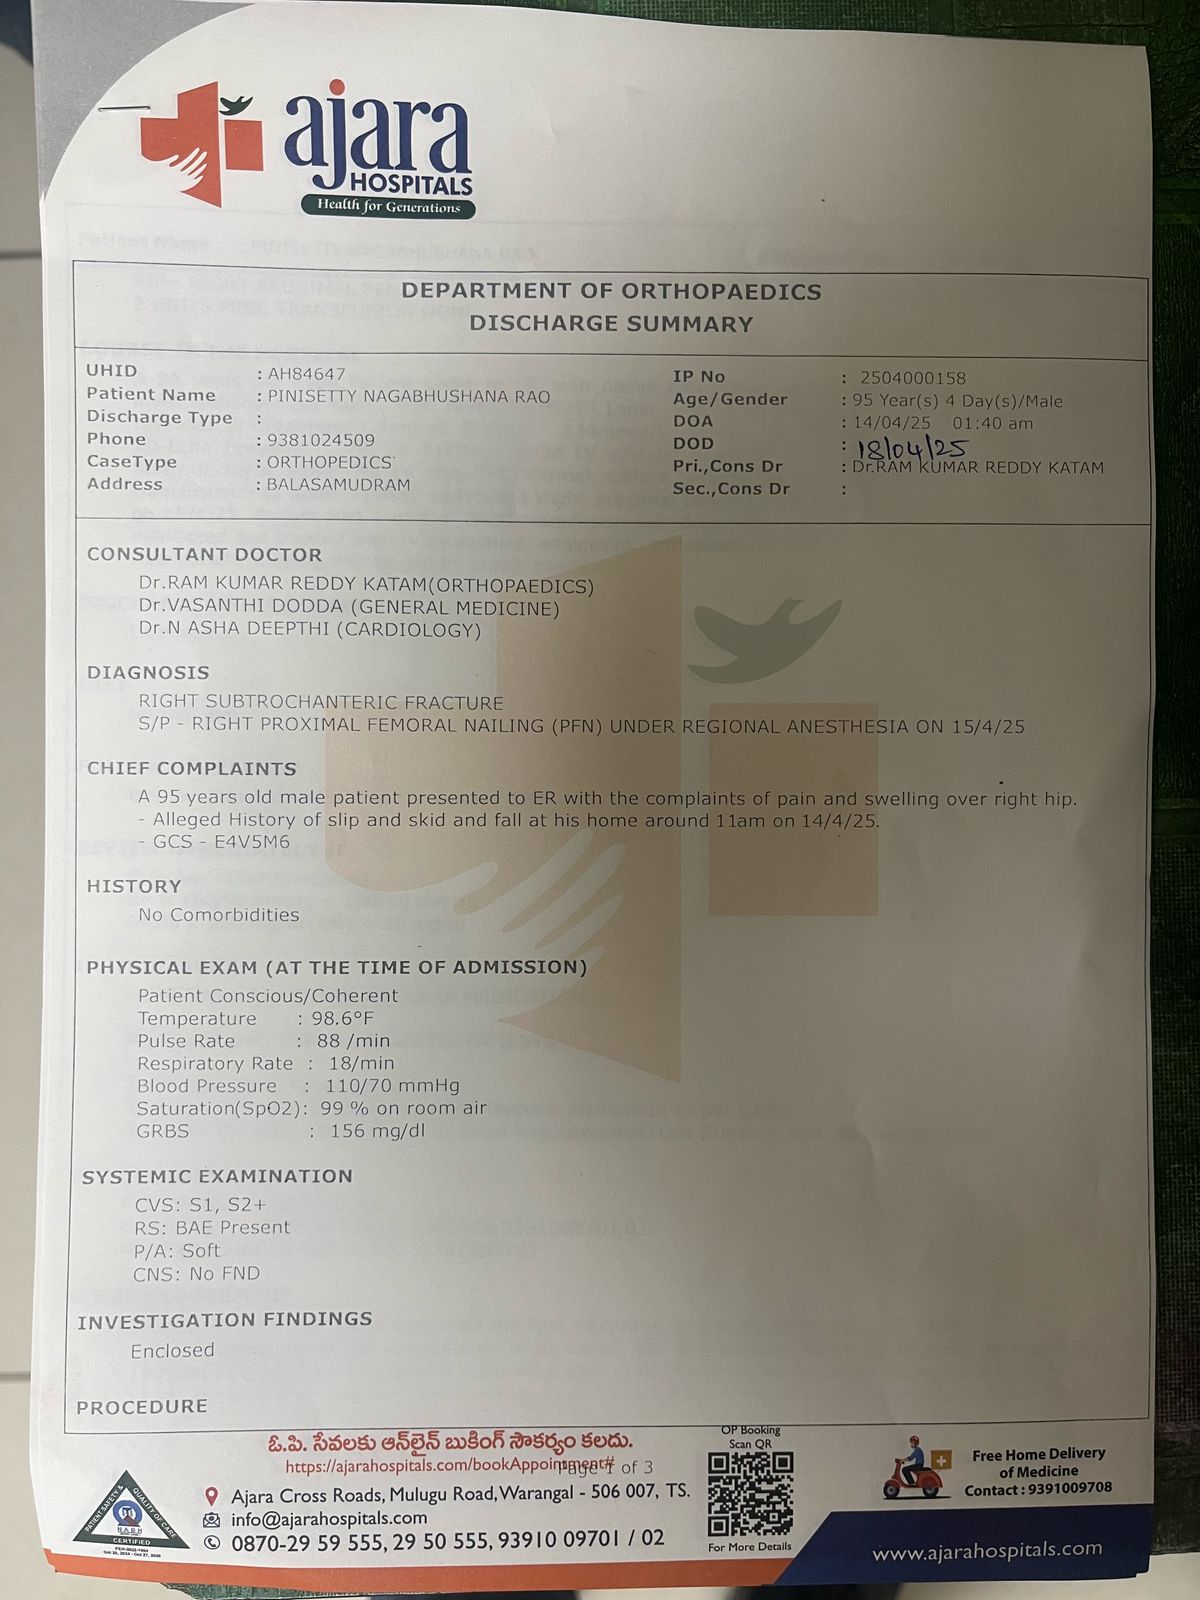 ajara
HOSPITALS
Health for Generations
DEPARTMENT OF ORTHOPAEDICS
DISCHARGE SUMMARY
UHID : AH84647
Patient Name : PINISETTY NAGABHUSHANA RAO
Discharge Type :
Phone : 9381024509
CaseType : ORTHOPEDICS
Address : BALASAMUDRAM
IP No : 2504000158
Age/Gender : 95 Year(s) 4 Day(s)/Male
DOA : 14/04/25 01:40 am
DOD : 18/04/25
Pri.,Cons Dr : Dr.RAM KUMAR REDDY KATAM
Sec.,Cons Dr :
CONSULTANT DOCTOR
Dr.RAM KUMAR REDDY KATAM(ORTHOPAEDICS)
Dr.VASANTHI DODDA (GENERAL MEDICINE)
Dr.N ASHA DEEPTHI (CARDIOLOGY)
DIAGNOSIS
RIGHT SUBTROCHANTERIC FRACTURE
S/P - RIGHT PROXIMAL FEMORAL NAILING (PFN) UNDER REGIONAL ANESTHESIA ON 15/4/25
CHIEF COMPLAINTS
A 95 years old male patient presented to ER with the complaints of pain and swelling over right hip.
- Alleged History of slip and skid and fall at his home around 11am on 14/4/25.
- GCS - E4V5M6
HISTORY
No Comorbidities
PHYSICAL EXAM (AT THE TIME OF ADMISSION)
Patient Conscious/Coherent
Temperature : 98.6°F
Pulse Rate : 88 /min
Respiratory Rate : 18/min
Blood Pressure : 110/70 mmHg
Saturation(SpO2): 99 % on room air
GRBS : 156 mg/dl
SYSTEMIC EXAMINATION
CVS: S1, S2+
RS: BAE Present
P/A: Soft
CNS: No FND
INVESTIGATION FINDINGS
Enclosed
PROCEDURE
ఓ.పి. సేవలకు ఆన్‌లైన్ బుకింగ్ సౌకర్యం కలదు.
https://ajarahospitals.com/bookAppointment#
Page 1 of 3
Ajara Cross Roads, Mulugu Road, Warangal - 506 007, TS.
info@ajarahospitals.com
0870-29 59 555, 29 50 555, 93910 09701 / 02
OP Booking
Scan QR
For More Details
Free Home Delivery
of Medicine
Contact : 9391009708
www.ajarahospitals.com
PATIENT SAFETY & QUALITY OF CARE
N.A.B.H
CERTIFIED